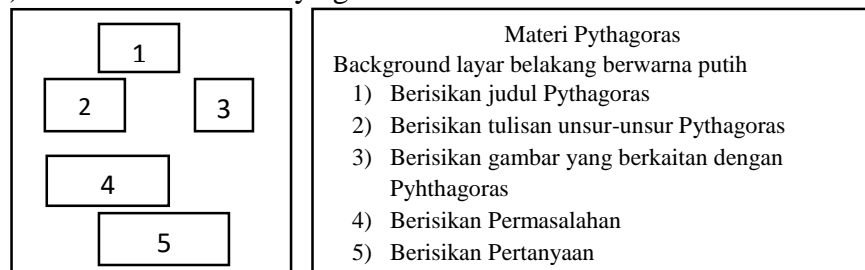 1
2
3
4
5
Materi Pythagoras
Background layar belakang berwarna putih
1) Berisikan judul Pythagoras
2) Berisikan tulisan unsur-unsur Pythagoras
3) Berisikan gambar yang berkaitan dengan
Pyhthagoras
4) Berisikan Permasalahan
5) Berisikan Pertanyaan